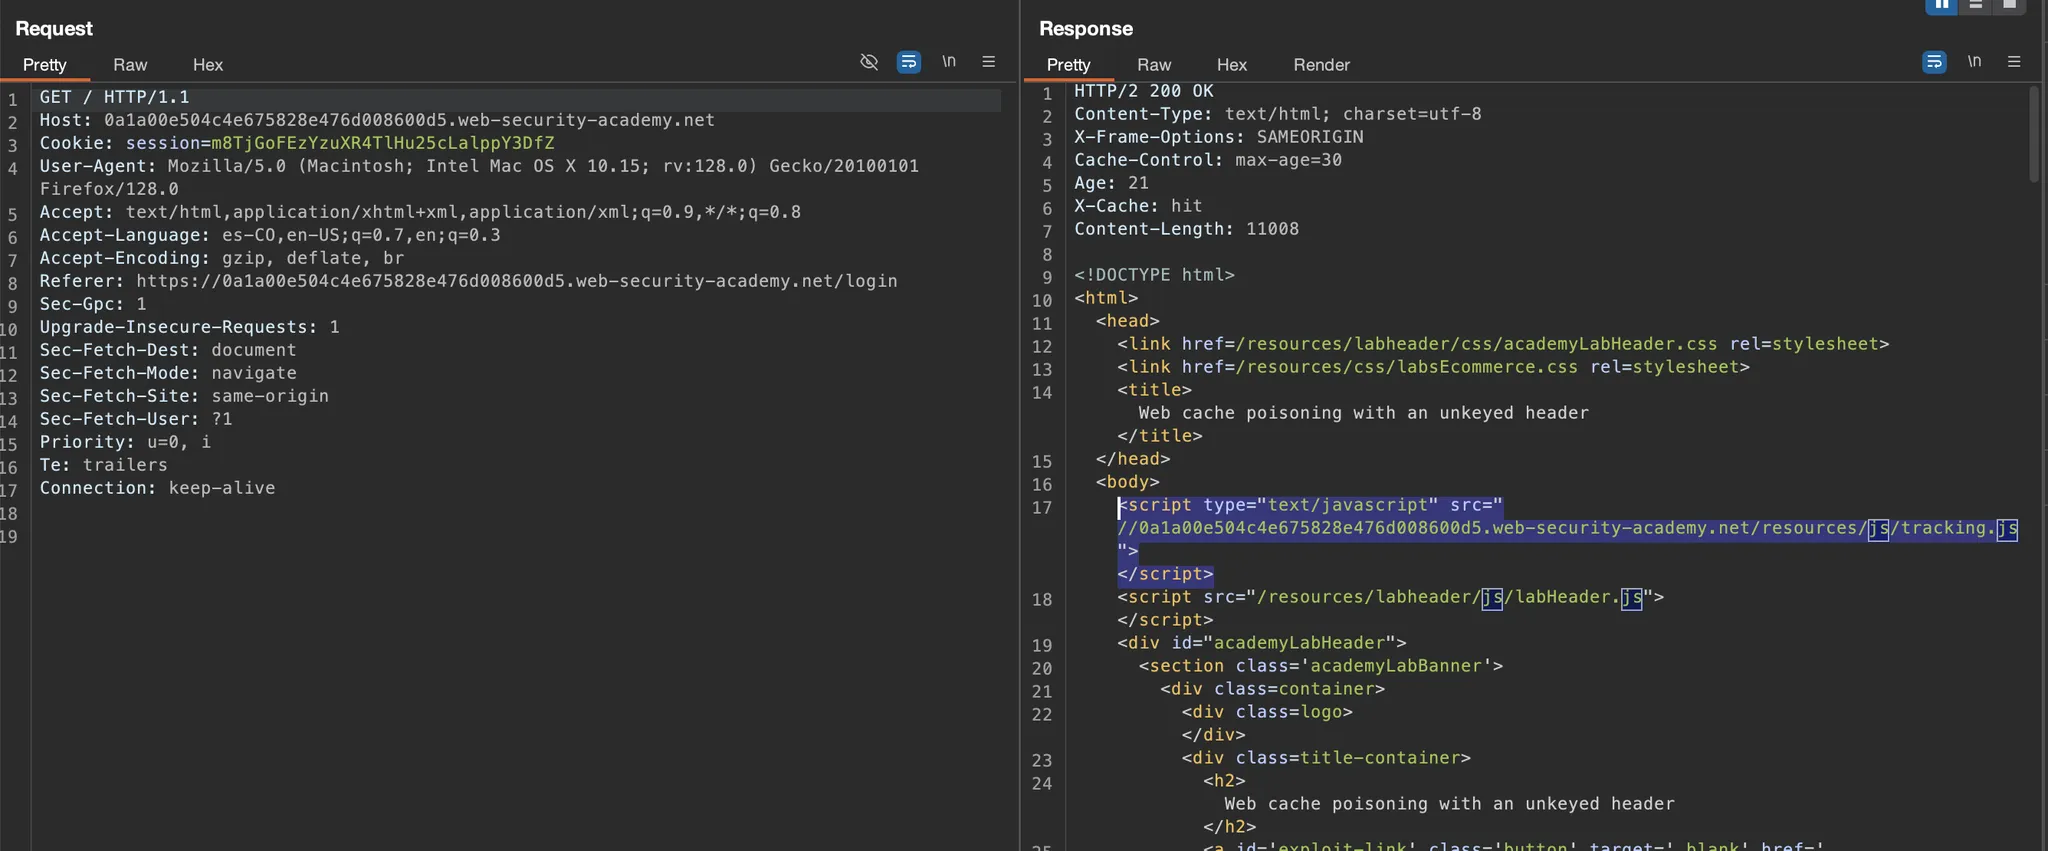 Request
Pretty Raw Hex \n
1 GET / HTTP/1.1
2 Host: 0a1a00e504c4e675828e476d008600d5.web-security-academy.net
3 Cookie: session=m8TjGoFEzYzuXR4TlHu25cLalppY3DfZ
4 User-Agent: Mozilla/5.0 (Macintosh; Intel Mac OS X 10.15; rv:128.0) Gecko/20100101
Firefox/128.0
5 Accept: text/html,application/xhtml+xml,application/xml;q=0.9,*/*;q=0.8
6 Accept-Language: es-CO,en-US;q=0.7,en;q=0.3
7 Accept-Encoding: gzip, deflate, br
8 Referer: https://0a1a00e504c4e675828e476d008600d5.web-security-academy.net/login
9 Sec-Gpc: 1
10 Upgrade-Insecure-Requests: 1
11 Sec-Fetch-Dest: document
12 Sec-Fetch-Mode: navigate
13 Sec-Fetch-Site: same-origin
14 Sec-Fetch-User: ?1
15 Priority: u=0, i
16 Te: trailers
17 Connection: keep-alive
18
19
Response
Pretty Raw Hex Render \n
1 HTTP/2 200 OK
2 Content-Type: text/html; charset=utf-8
3 X-Frame-Options: SAMEORIGIN
4 Cache-Control: max-age=30
5 Age: 21
6 X-Cache: hit
7 Content-Length: 11008
8
9 <!DOCTYPE html>
10 <html>
11 <head>
12 <link href=/resources/labheader/css/academyLabHeader.css rel=stylesheet>
13 <link href=/resources/css/labsEcommerce.css rel=stylesheet>
14 <title>
Web cache poisoning with an unkeyed header
</title>
15 </head>
16 <body>
17 <script type="text/javascript" src="
//0a1a00e504c4e675828e476d008600d5.web-security-academy.net/resources/js/tracking.js
">
</script>
18 <script src="/resources/labheader/js/labHeader.js">
</script>
19 <div id="academyLabHeader">
20 <section class='academyLabBanner'>
21 <div class=container>
22 <div class=logo>
</div>
23 <div class=title-container>
24 <h2>
Web cache poisoning with an unkeyed header
</h2>
25 <a id='exploit-link' class='button' target='_blank' href='